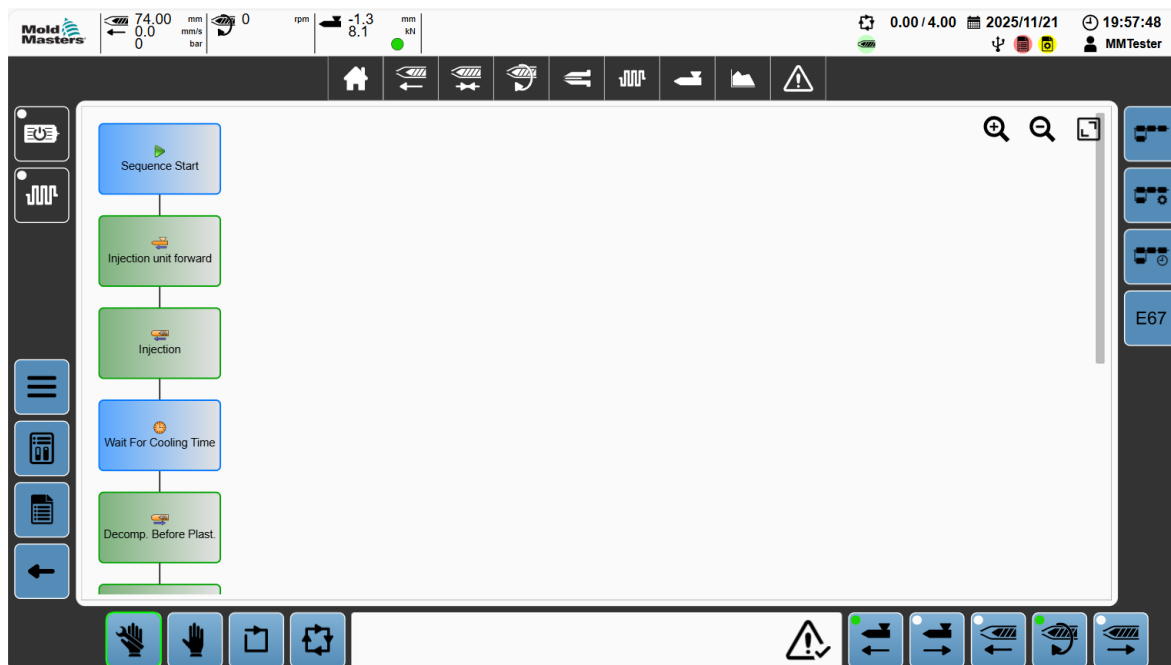 Mold
Masters
74.00 mm
0.0 mm/s
0 bar
0 rpm
-1.3 mm
8.1 kN
0.00 / 4.00
2025/11/21
19:57:48
MMTester
Sequence Start
Injection unit forward
Injection
Wait For Cooling Time
Decomp. Before Plast.
E67